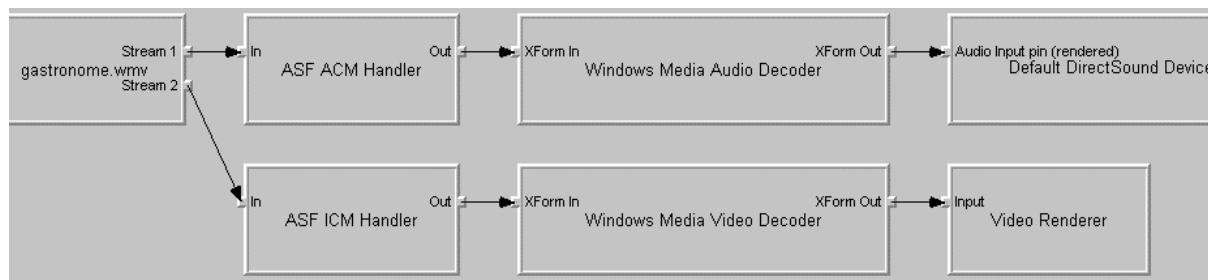 Stream 1
gastronome.wmv
Stream 2
In
Out
ASF ACM Handler
XForm In
XForm Out
Windows Media Audio Decoder
Audio Input pin (rendered)
Default DirectSound Device
In
Out
ASF ICM Handler
XForm In
XForm Out
Windows Media Video Decoder
Input
Video Renderer